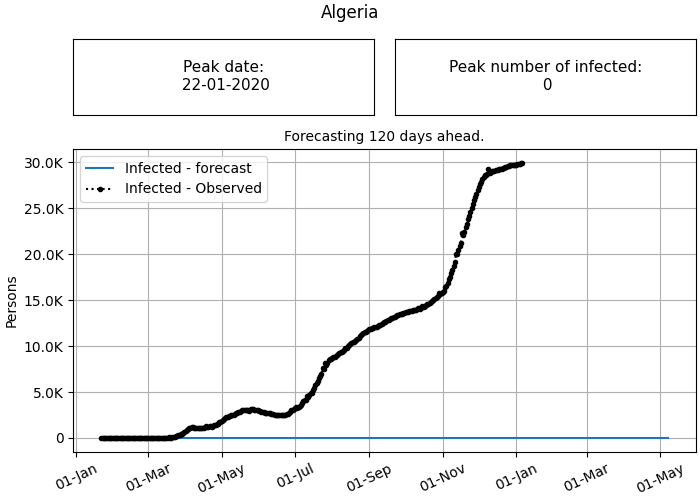 Algeria
Peak date:
22-01-2020
Peak number of infected:
0
Forecasting 120 days ahead.
Infected - forecast
Infected - Observed
30.0K
25.0K
20.0K
15.0K
10.0K
5.0K
0
Persons
01-Jan
01-Mar
01-May
01-Jul
01-Sep
01-Nov
01-Jan
01-Mar
01-May